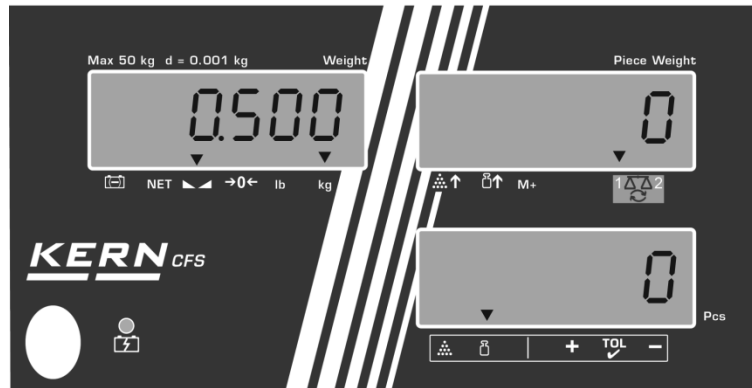 Max 50 kg d = 0.001 kg Weight
0.500
NET →0← lb kg
Piece Weight
0
M+ 1 2
KERN CFS
0
Pcs
+ TOL −